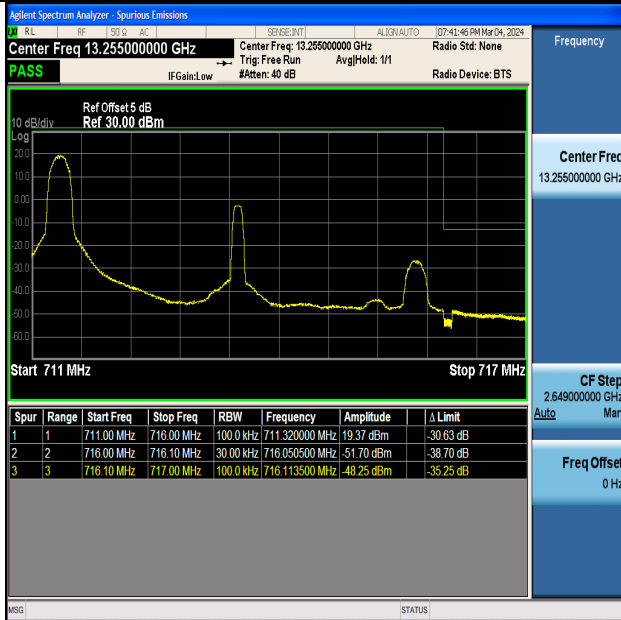 Agilent Spectrum Analyzer - Spurious Emissions
RL RF 50 Ω AC SENSE:INT ALIGN AUTO 07:41:46 PM Mar 04, 2024
Center Freq 13.255000000 GHz
Center Freq: 13.255000000 GHz
Radio Std: None
Trig: Free Run Avg|Hold: 1/1
PASS
IFGain:Low
#Atten: 40 dB
Radio Device: BTS
Ref Offset 5 dB
10 dB/div Ref 30.00 dBm
Log
20.0
10.0
0.00
-10.0
-20.0
-30.0
-40.0
-50.0
-60.0
Start 711 MHz Stop 717 MHz
Spur Range Start Freq Stop Freq RBW Frequency Amplitude Δ Limit
1 1 711.00 MHz 716.00 MHz 100.0 kHz 711.320000 MHz 19.37 dBm -30.63 dB
2 2 716.00 MHz 716.10 MHz 30.00 kHz 716.050500 MHz -51.70 dBm -38.70 dB
3 3 716.10 MHz 717.00 MHz 100.0 kHz 716.113500 MHz -48.25 dBm -35.25 dB
MSG STATUS
Frequency
Center Freq
13.255000000 GHz
CF Step
2.649000000 GHz
Auto Man
Freq Offset
0 Hz